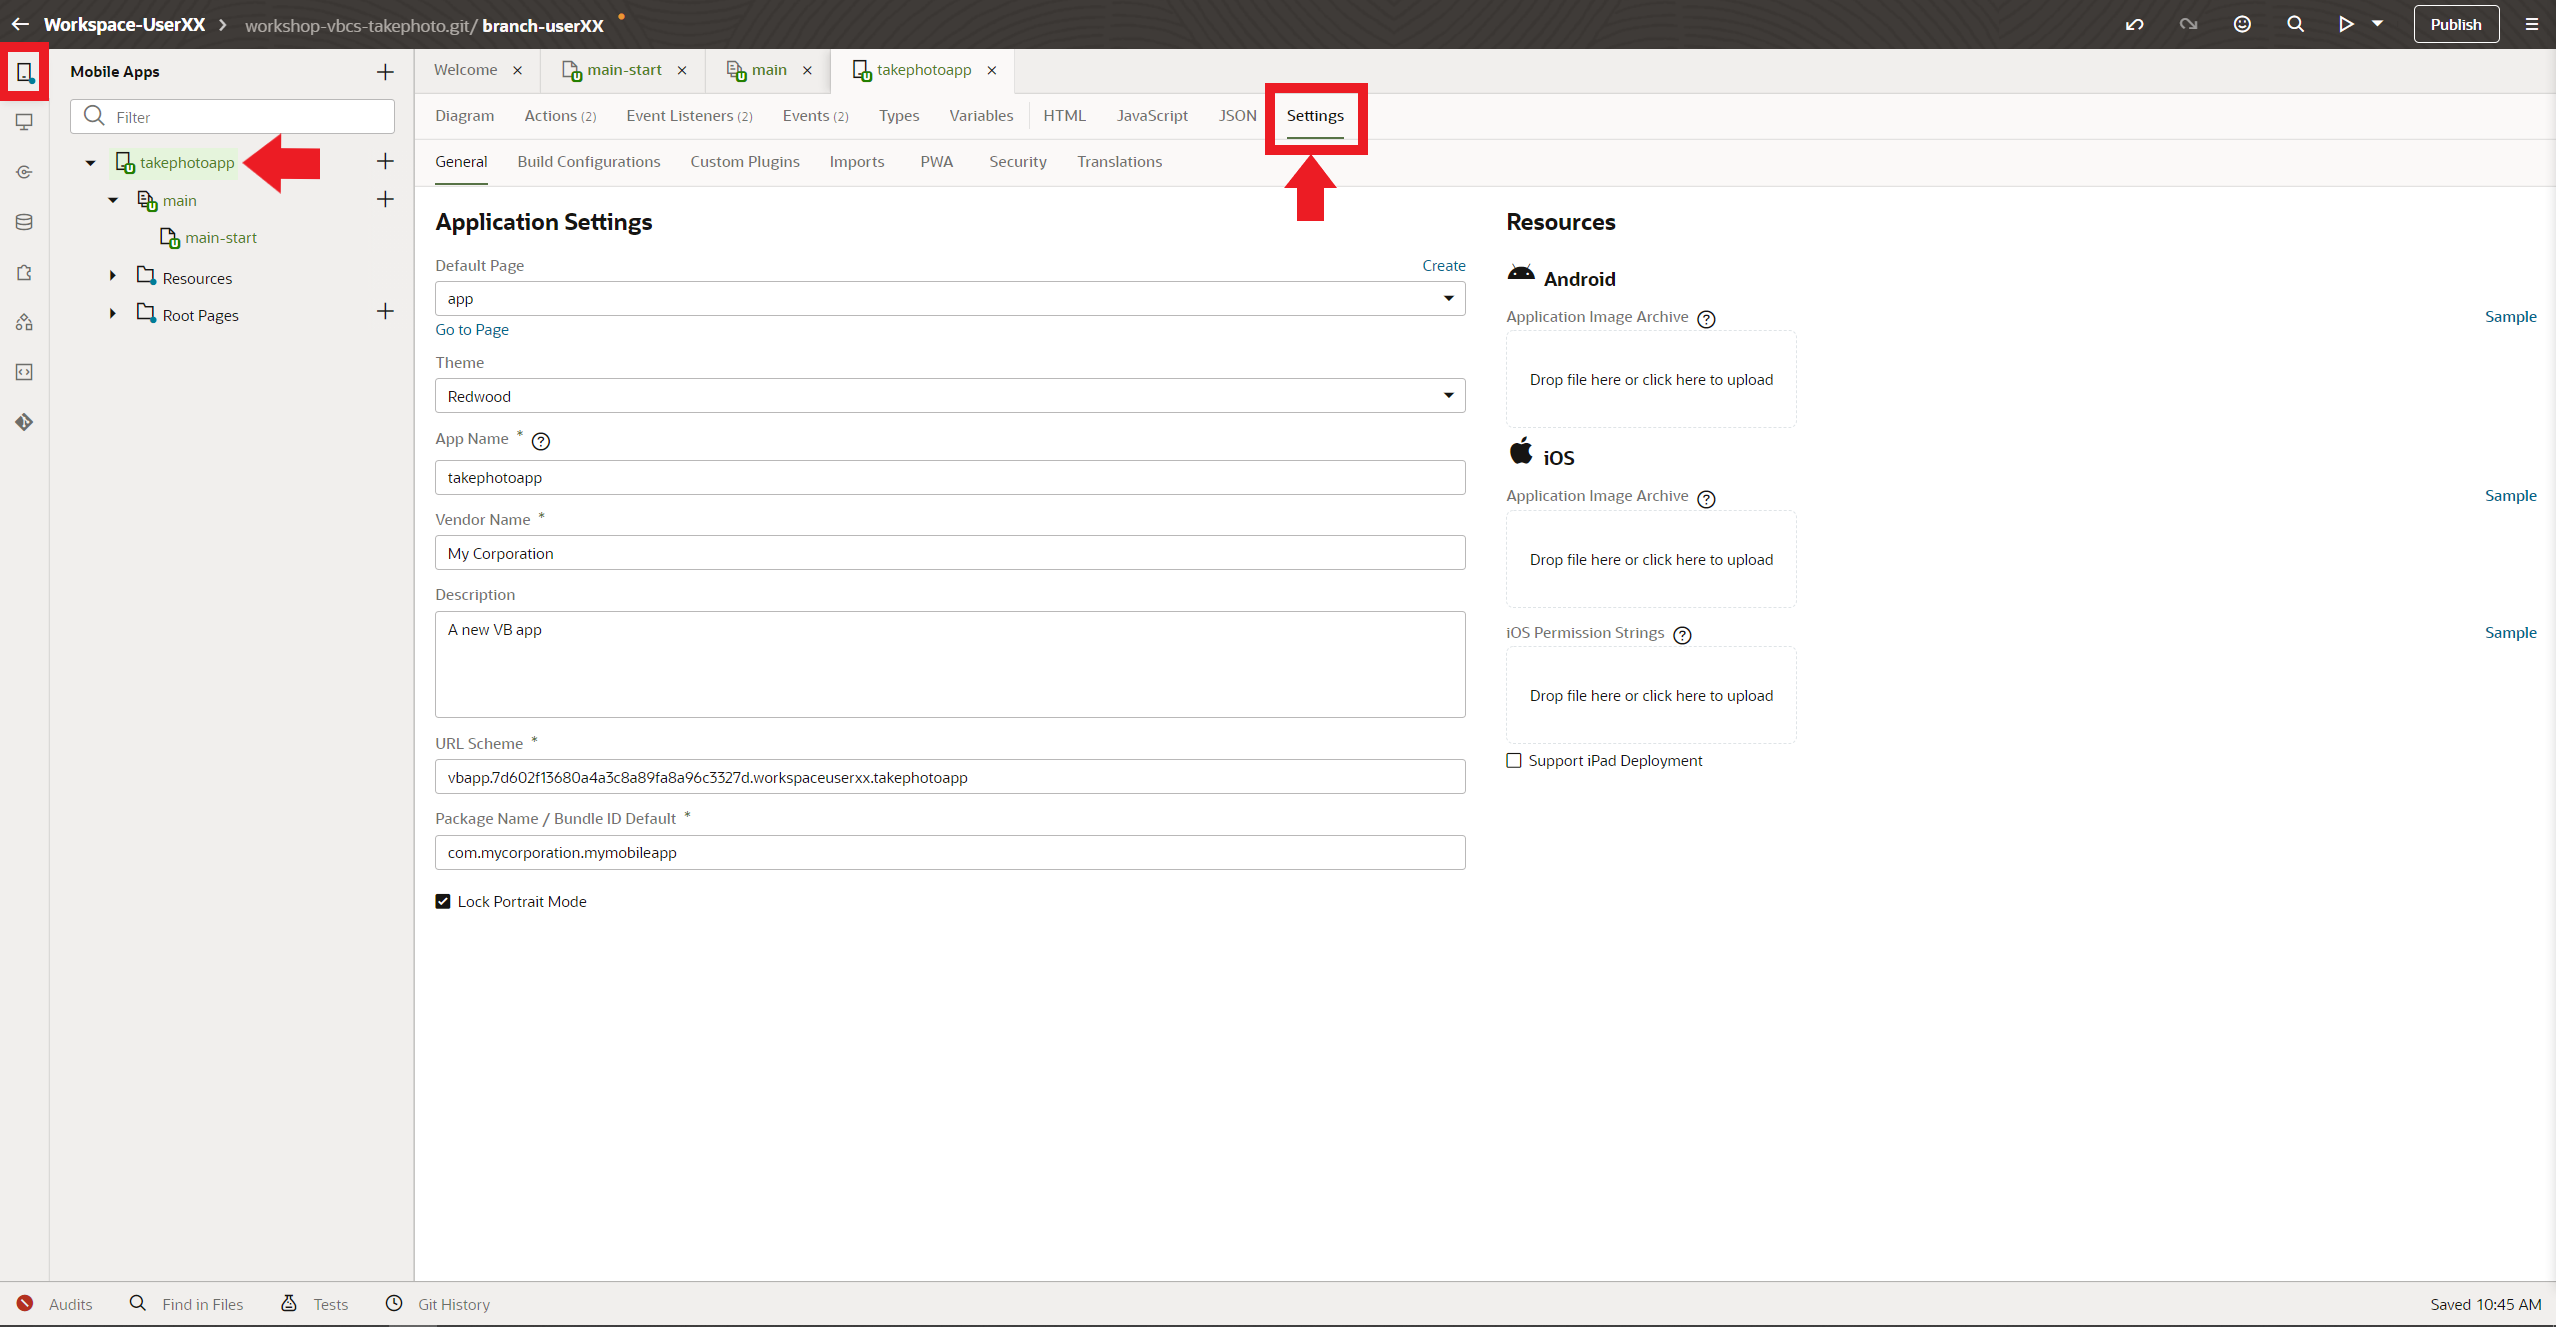 Workspace-UserXX > workshop-vbcs-takephoto.git/ branch-userXX
Publish
Mobile Apps
Filter
takephotoapp
main
main-start
Resources
Root Pages
Welcome main-start main takephotoapp
Diagram Actions (2) Event Listeners (2) Events (2) Types Variables HTML JavaScript JSON Settings
General Build Configurations Custom Plugins Imports PWA Security Translations
Application Settings
Default Page Create
app
Go to Page
Theme
Redwood
App Name *
takephotoapp
Vendor Name *
My Corporation
Description
A new VB app
URL Scheme *
vbapp.7d602f13680a4a3c8a89fa8a96c3327d.workspaceuserxx.takephotoapp
Package Name / Bundle ID Default *
com.mycorporation.mymobileapp
Lock Portrait Mode
Resources
Android
Application Image Archive Sample
Drop file here or click here to upload
iOS
Application Image Archive Sample
Drop file here or click here to upload
iOS Permission Strings Sample
Drop file here or click here to upload
Support iPad Deployment
Audits Find in Files Tests Git History Saved 10:45 AM